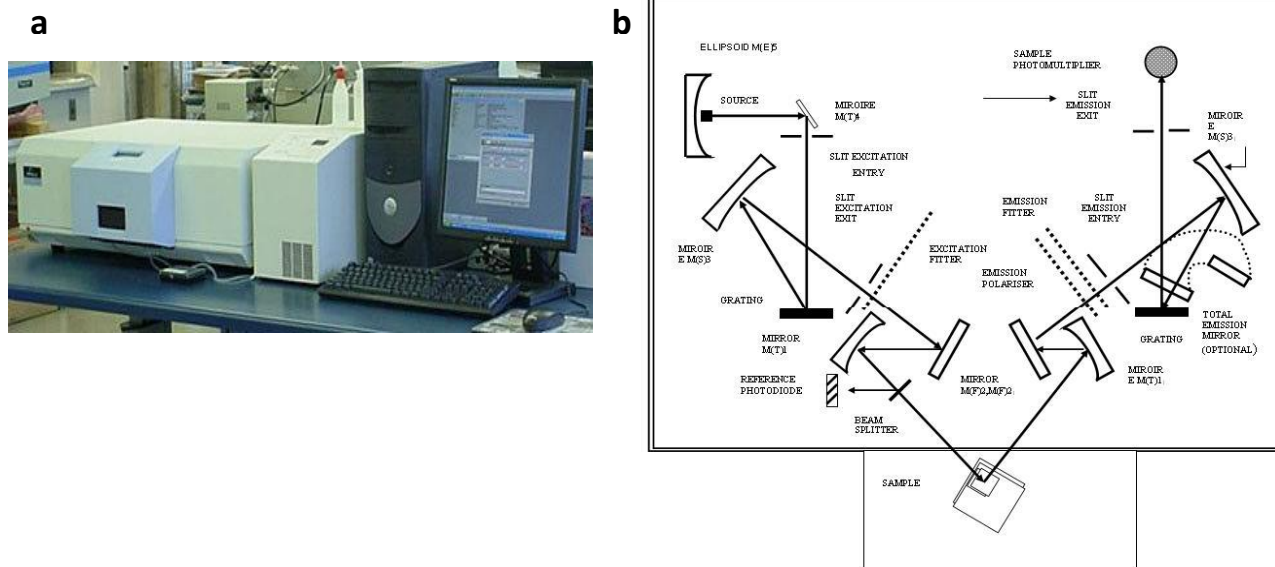 a
b
ELLIPSOID M(E)5
SOURCE
MIROIRE
M(T)4
SLIT EXCITATION
ENTRY
SLIT
EXCITATION
EXIT
MIROIR
E M(S)3
GRATING
EXCITATION
FITTER
MIRROR
M(T)1
REFERENCE
PHOTODIODE
BEAM
SPLITTER
MIRROR
M(F)2,M(F)2;
SAMPLE
SAMPLE
PHOTOMULTIPLIER
SLIT
EMISSION
EXIT
MIROIR
E
M(S)3;
EMISSION
FITTER
SLIT
EMISSION
ENTRY
EMISSION
POLARISER
GRATING
TOTAL
EMISSION
MIRROR
(OPTIONAL)
MIROIR
E M(T)1;